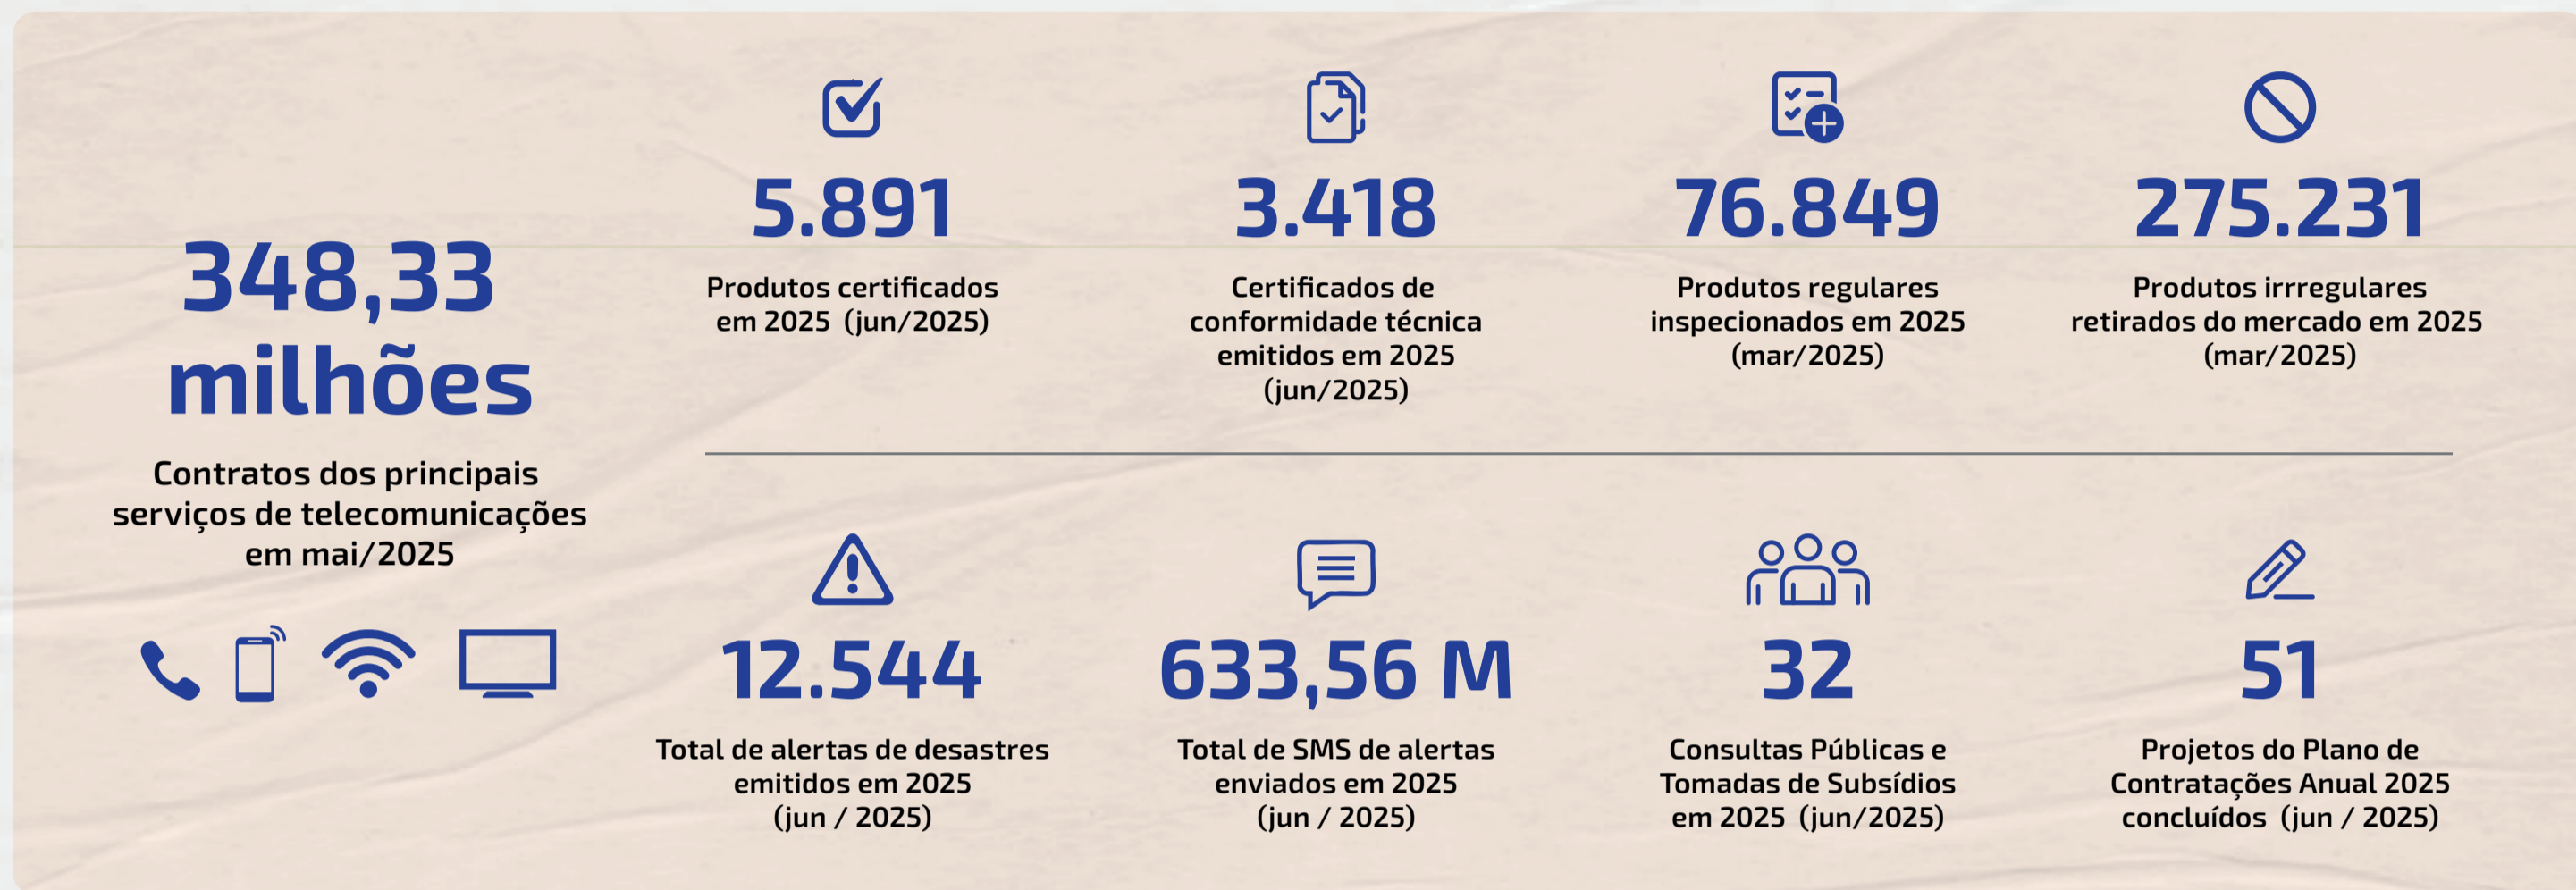 348,33
milhões
Contratos dos principais
serviços de telecomunicações
em mai/2025
5.891
Produtos certificados
em 2025 (jun/2025)
3.418
Certificados de
conformidade técnica
emitidos em 2025
(jun/2025)
76.849
Produtos regulares
inspecionados em 2025
(mar/2025)
275.231
Produtos irrregulares
retirados do mercado em 2025
(mar/2025)
12.544
Total de alertas de desastres
emitidos em 2025
(jun / 2025)
633,56 M
Total de SMS de alertas
enviados em 2025
(jun / 2025)
32
Consultas Públicas e
Tomadas de Subsídios
em 2025 (jun/2025)
51
Projetos do Plano de
Contratações Anual 2025
concluídos (jun / 2025)